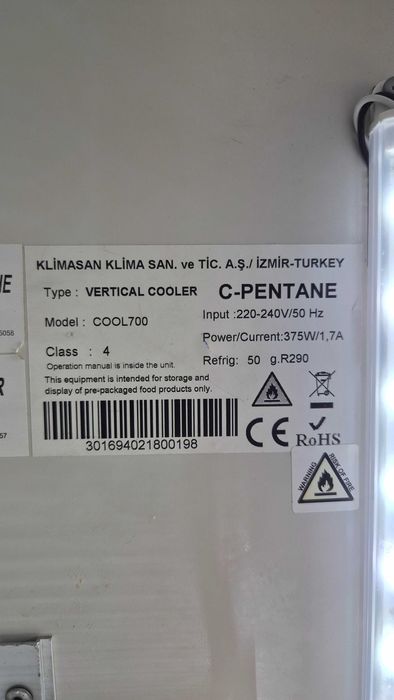 KLİMASAN KLİMA SAN. ve TİC. A.Ş./ İZMİR-TURKEY
Type : VERTICAL COOLER
C-PENTANE
Model : COOL700
Input :220-240V/50 Hz
Power/Current:375W/1,7A
Class : 4
Refrig: 50 g.R290
Operation manual is inside the unit.
This equipment is intended for storage and
display of pre-packaged food products only.
301694021800198
CE
RoHS
WARNING
RISK OF FIRE
5058
57